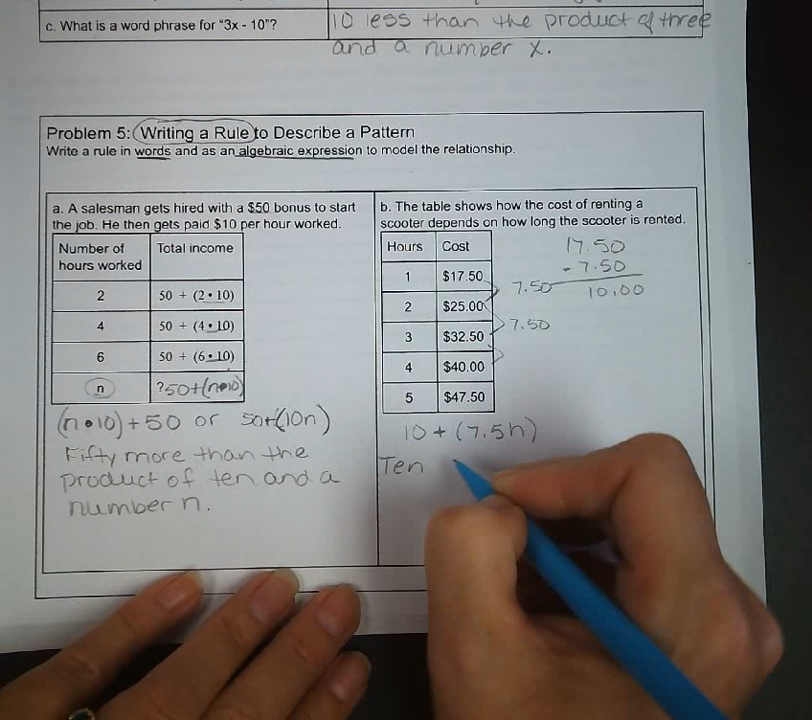 c. What is a word phrase for “3x - 10”?
10 less than the product of three
and a number x.
Problem 5: Writing a Rule to Describe a Pattern
Write a rule in words and as an algebraic expression to model the relationship.
a. A salesman gets hired with a $50 bonus to start
the job. He then gets paid $10 per hour worked.
Number of
hours worked
Total income
2 50 + (2 • 10)
4 50 + (4 • 10)
6 50 + (6 • 10)
n ? 50+(n•10)
(n•10)+50 or 50+(10n)
Fifty more than the
product of ten and a
number n.
b. The table shows how the cost of renting a
scooter depends on how long the scooter is rented.
Hours Cost
1 $17.50
2 $25.00
3 $32.50
4 $40.00
5 $47.50
7.50
7.50
17.50
- 7.50
10.00
10 + (7.5h)
Ten